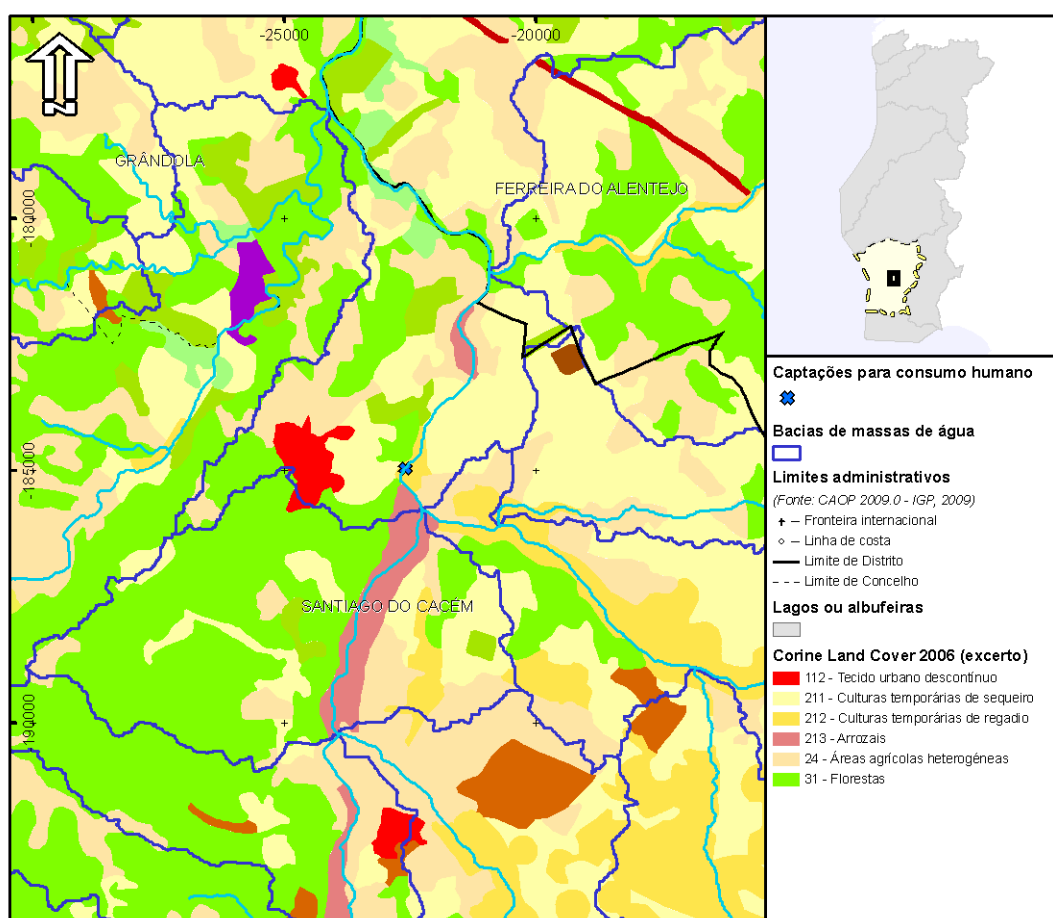 -25000
-20000
N
GRÂNDOLA
FERREIRA DO ALENTEJO
-180000
-185000
SANTIAGO DO CACÉM
-190000
Captações para consumo humano
Bacias de massas de água
Limites administrativos
(Fonte: CAOP 2009.0 - IGP, 2009)
– Fronteira internacional
– Linha de costa
– Limite de Distrito
– Limite de Concelho
Lagos ou albufeiras
Corine Land Cover 2006 (excerto)
112 - Tecido urbano descontínuo
211 - Culturas temporárias de sequeiro
212 - Culturas temporárias de regadio
213 - Arrozais
24 - Áreas agrícolas heterogéneas
31 - Florestas